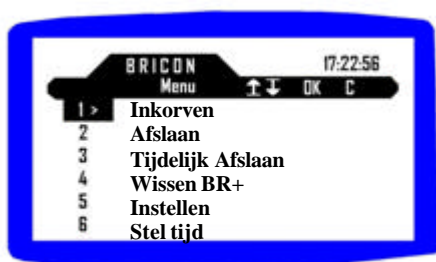 BRICON 17:22:56
Menu ↥↧ OK C
1 > Inkorven
2 Afslaan
3 Tijdelijk Afslaan
4 Wissen BR+
5 Instellen
6 Stel tijd